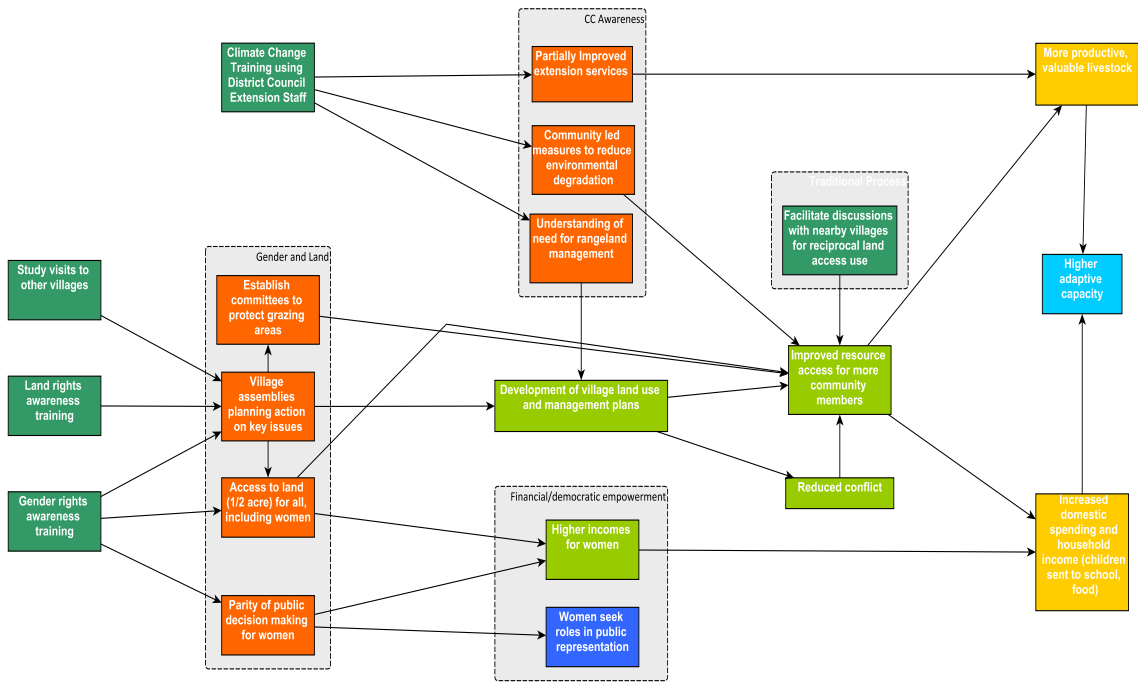 CC Awareness
Climate Change
Training using
District Council
Extension Staff
Partially Improved
extension services
More productive,
valuable livestock
Community led
measures to reduce
environmental
degradation
Traditional Process
Facilitate discussions
with nearby villages
for reciprocal land
access use
Understanding of
need for rangeland
management
Gender and Land
Study visits to
other villages
Establish
committees to
protect grazing
areas
Higher
adaptive
capacity
Improved resource
access for more
community
members
Land rights
awareness
training
Village
assemblies
planning action
on key issues
Development of village land use
and management plans
Gender rights
awareness
training
Access to land
(1/2 acre) for all,
including women
Reduced conflict
Financial/democratic empowerment
Higher incomes
for women
Increased
domestic
spending and
household
income (children
sent to school,
food)
Parity of public
decision making
for women
Women seek
roles in public
representation